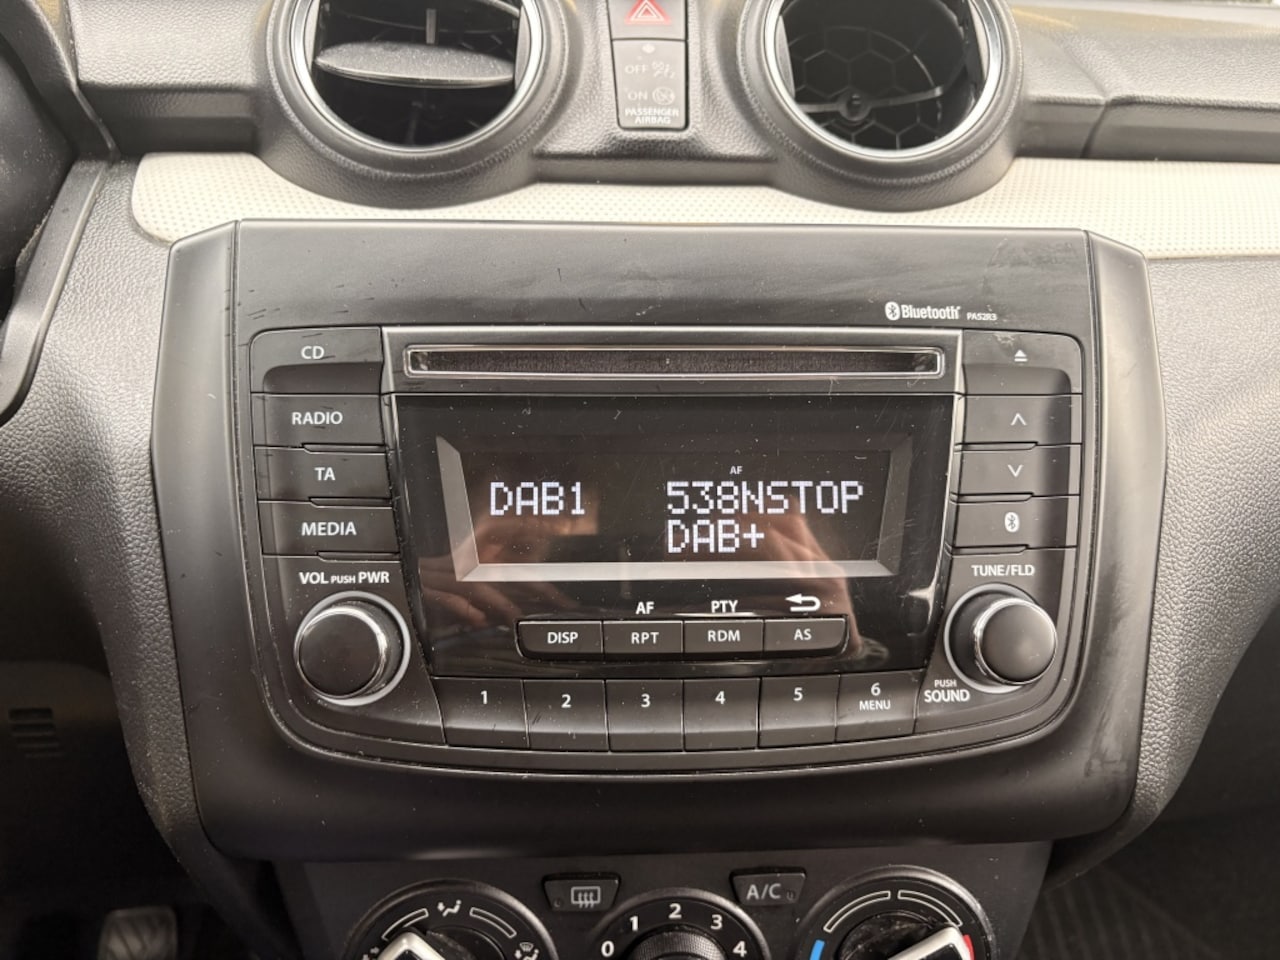 OFF
ON
PASSENGER
AIRBAG
Bluetooth® PA52R3
CD
RADIO
TA
MEDIA
AF
DAB1 538NSTOP
DAB+
VOL PUSH PWR
TUNE/FLD
AF PTY
DISP RPT RDM AS
1 2 3 4 5 6
MENU
PUSH
SOUND
A/C
0 1 2 3 4